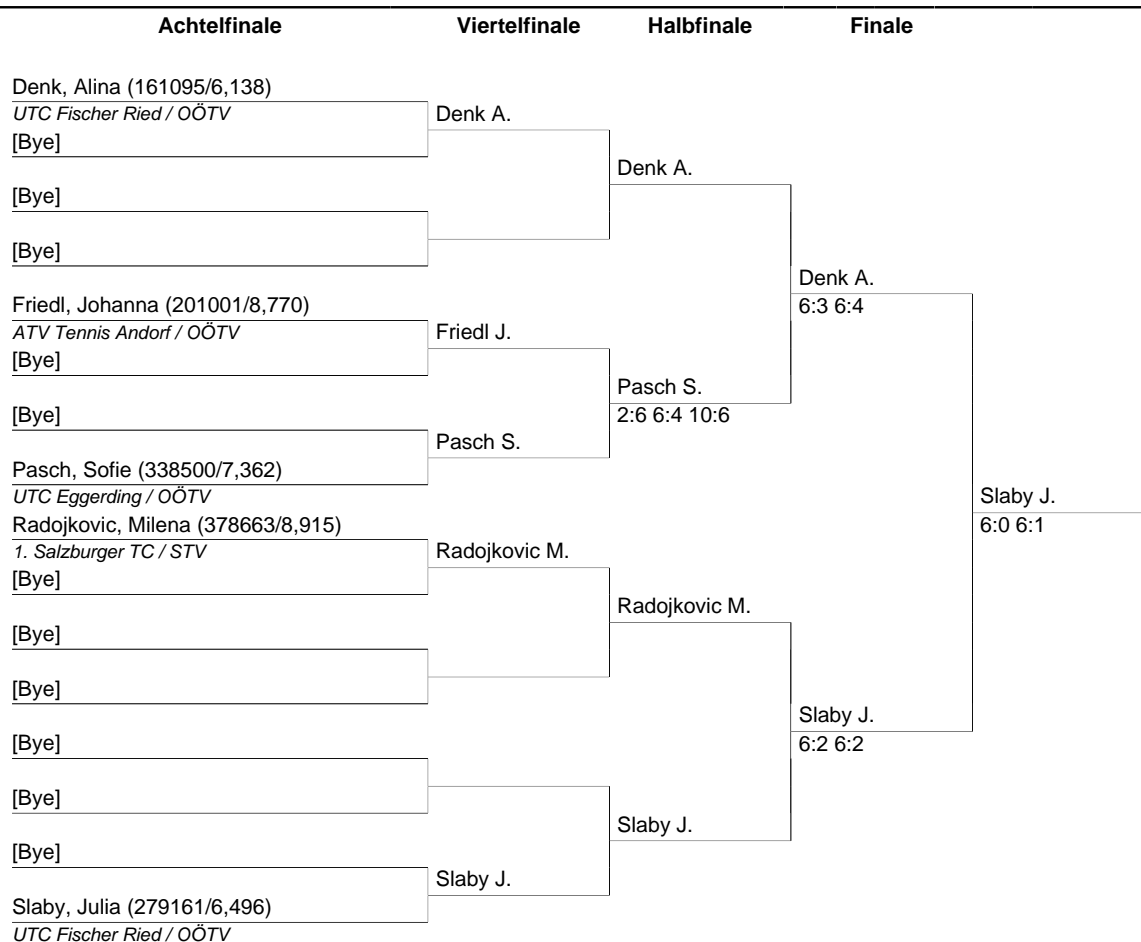 Achtelfinale Viertelfinale Halbfinale Finale
Denk, Alina (161095/6,138)
UTC Fischer Ried / OÖTV
Denk A.
[Bye]
Denk A.
[Bye]
[Bye]
Denk A.
Friedl, Johanna (201001/8,770)
6:3 6:4
ATV Tennis Andorf / OÖTV
Friedl J.
[Bye]
Pasch S.
[Bye]
2:6 6:4 10:6
Pasch S.
Pasch, Sofie (338500/7,362)
UTC Eggerding / OÖTV
Slaby J.
Radojkovic, Milena (378663/8,915)
6:0 6:1
1. Salzburger TC / STV
Radojkovic M.
[Bye]
Radojkovic M.
[Bye]
[Bye]
Slaby J.
[Bye]
6:2 6:2
[Bye]
Slaby J.
[Bye]
Slaby J.
Slaby, Julia (279161/6,496)
UTC Fischer Ried / OÖTV